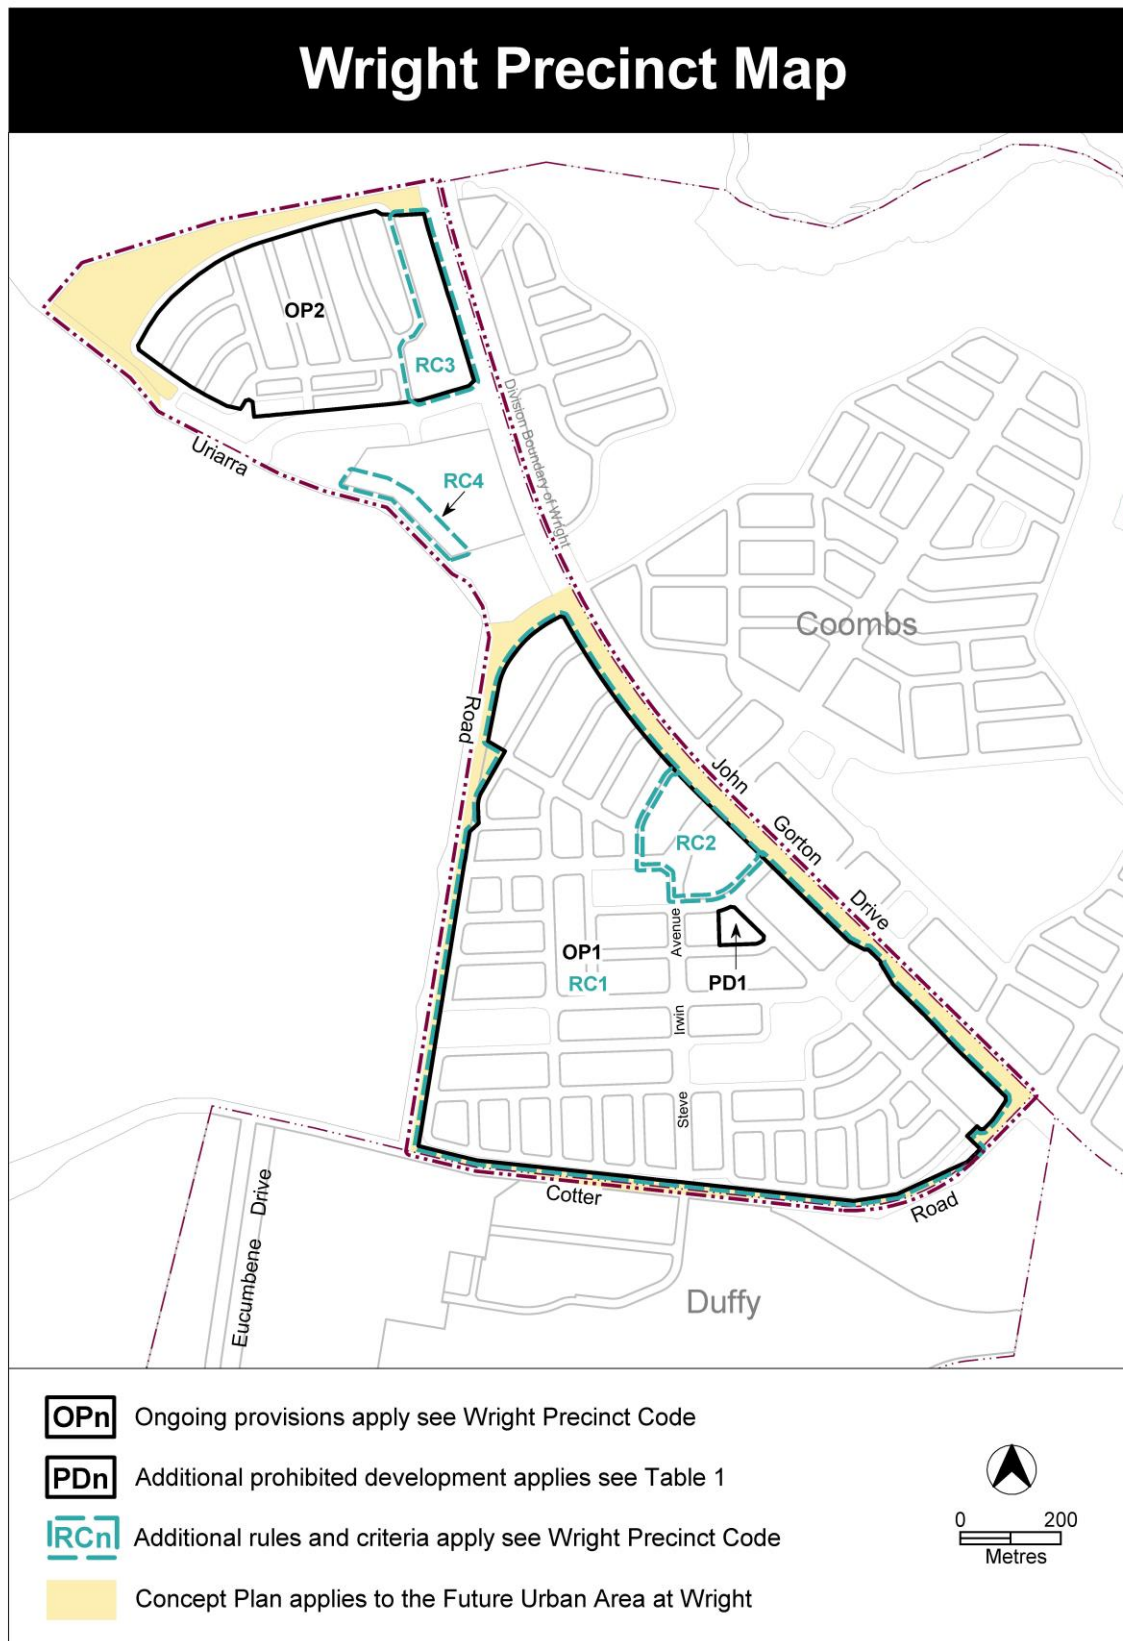 Wright Precinct Map
OP2
RC3
Division Boundary of Wright
Uriarra
RC4
Coombs
Road
John
Gorton
Drive
RC2
Avenue
OP1
RC1
PD1
Irwin
Steve
Cotter
Road
Eucumbene Drive
Duffy
OPn Ongoing provisions apply see Wright Precinct Code
PDn Additional prohibited development applies see Table 1
RCn Additional rules and criteria apply see Wright Precinct Code
Concept Plan applies to the Future Urban Area at Wright
0 200
Metres